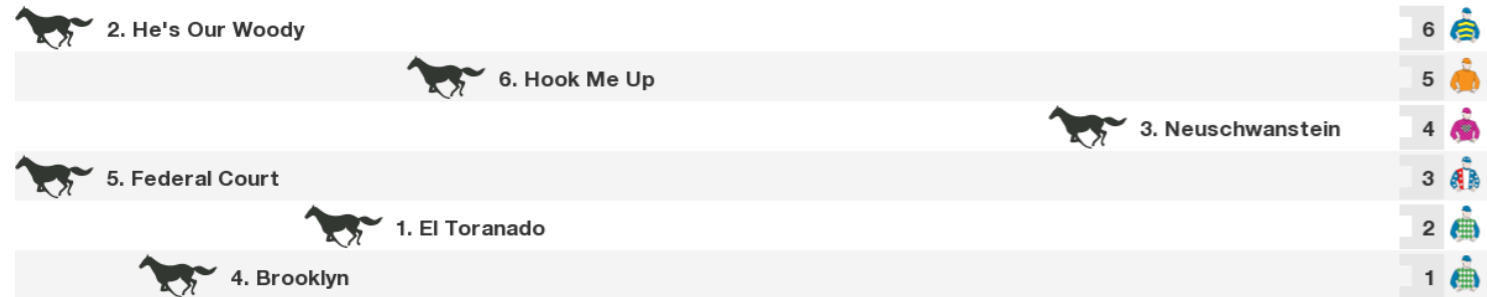 2. He's Our Woody 6
6. Hook Me Up 5
3. Neuschwanstein 4
5. Federal Court 3
1. El Toranado 2
4. Brooklyn 1